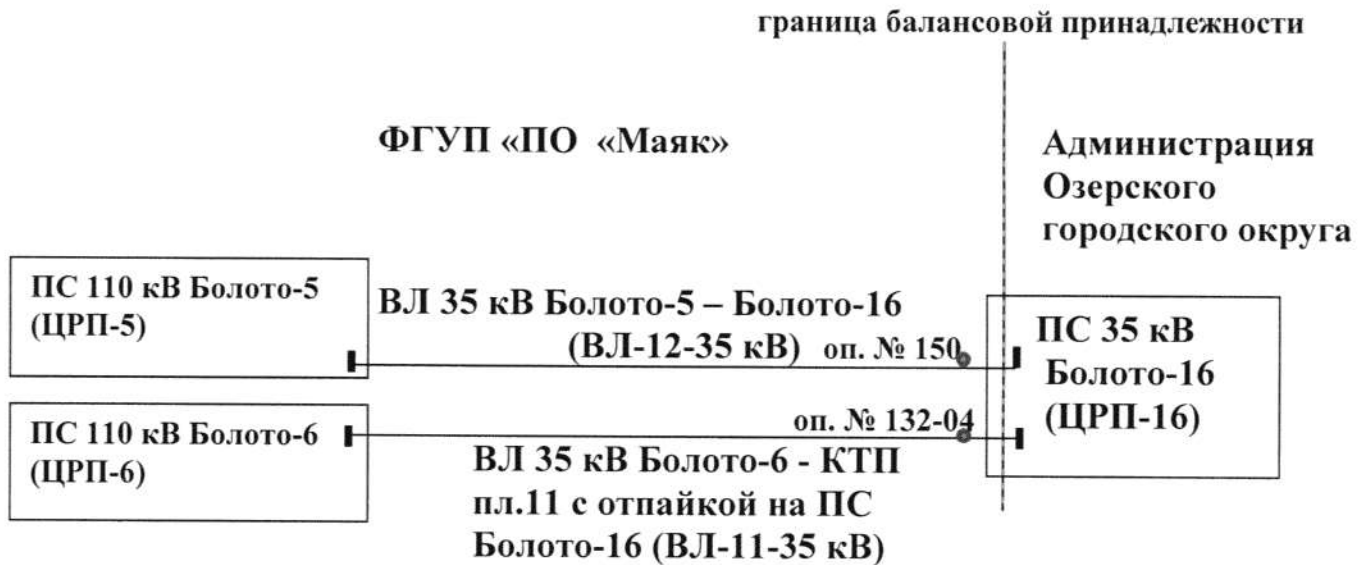 граница балансовой принадлежности
ФГУП «ПО «Маяк»
Администрация
Озерского
городского округа
ПС 110 кВ Болото-5
(ЦРП-5)
ВЛ 35 кВ Болото-5 – Болото-16
(ВЛ-12-35 кВ) оп. № 150
ПС 35 кВ
Болото-16
(ЦРП-16)
ПС 110 кВ Болото-6
(ЦРП-6)
оп. № 132-04
ВЛ 35 кВ Болото-6 - КТП
пл.11 с отпайкой на ПС
Болото-16 (ВЛ-11-35 кВ)